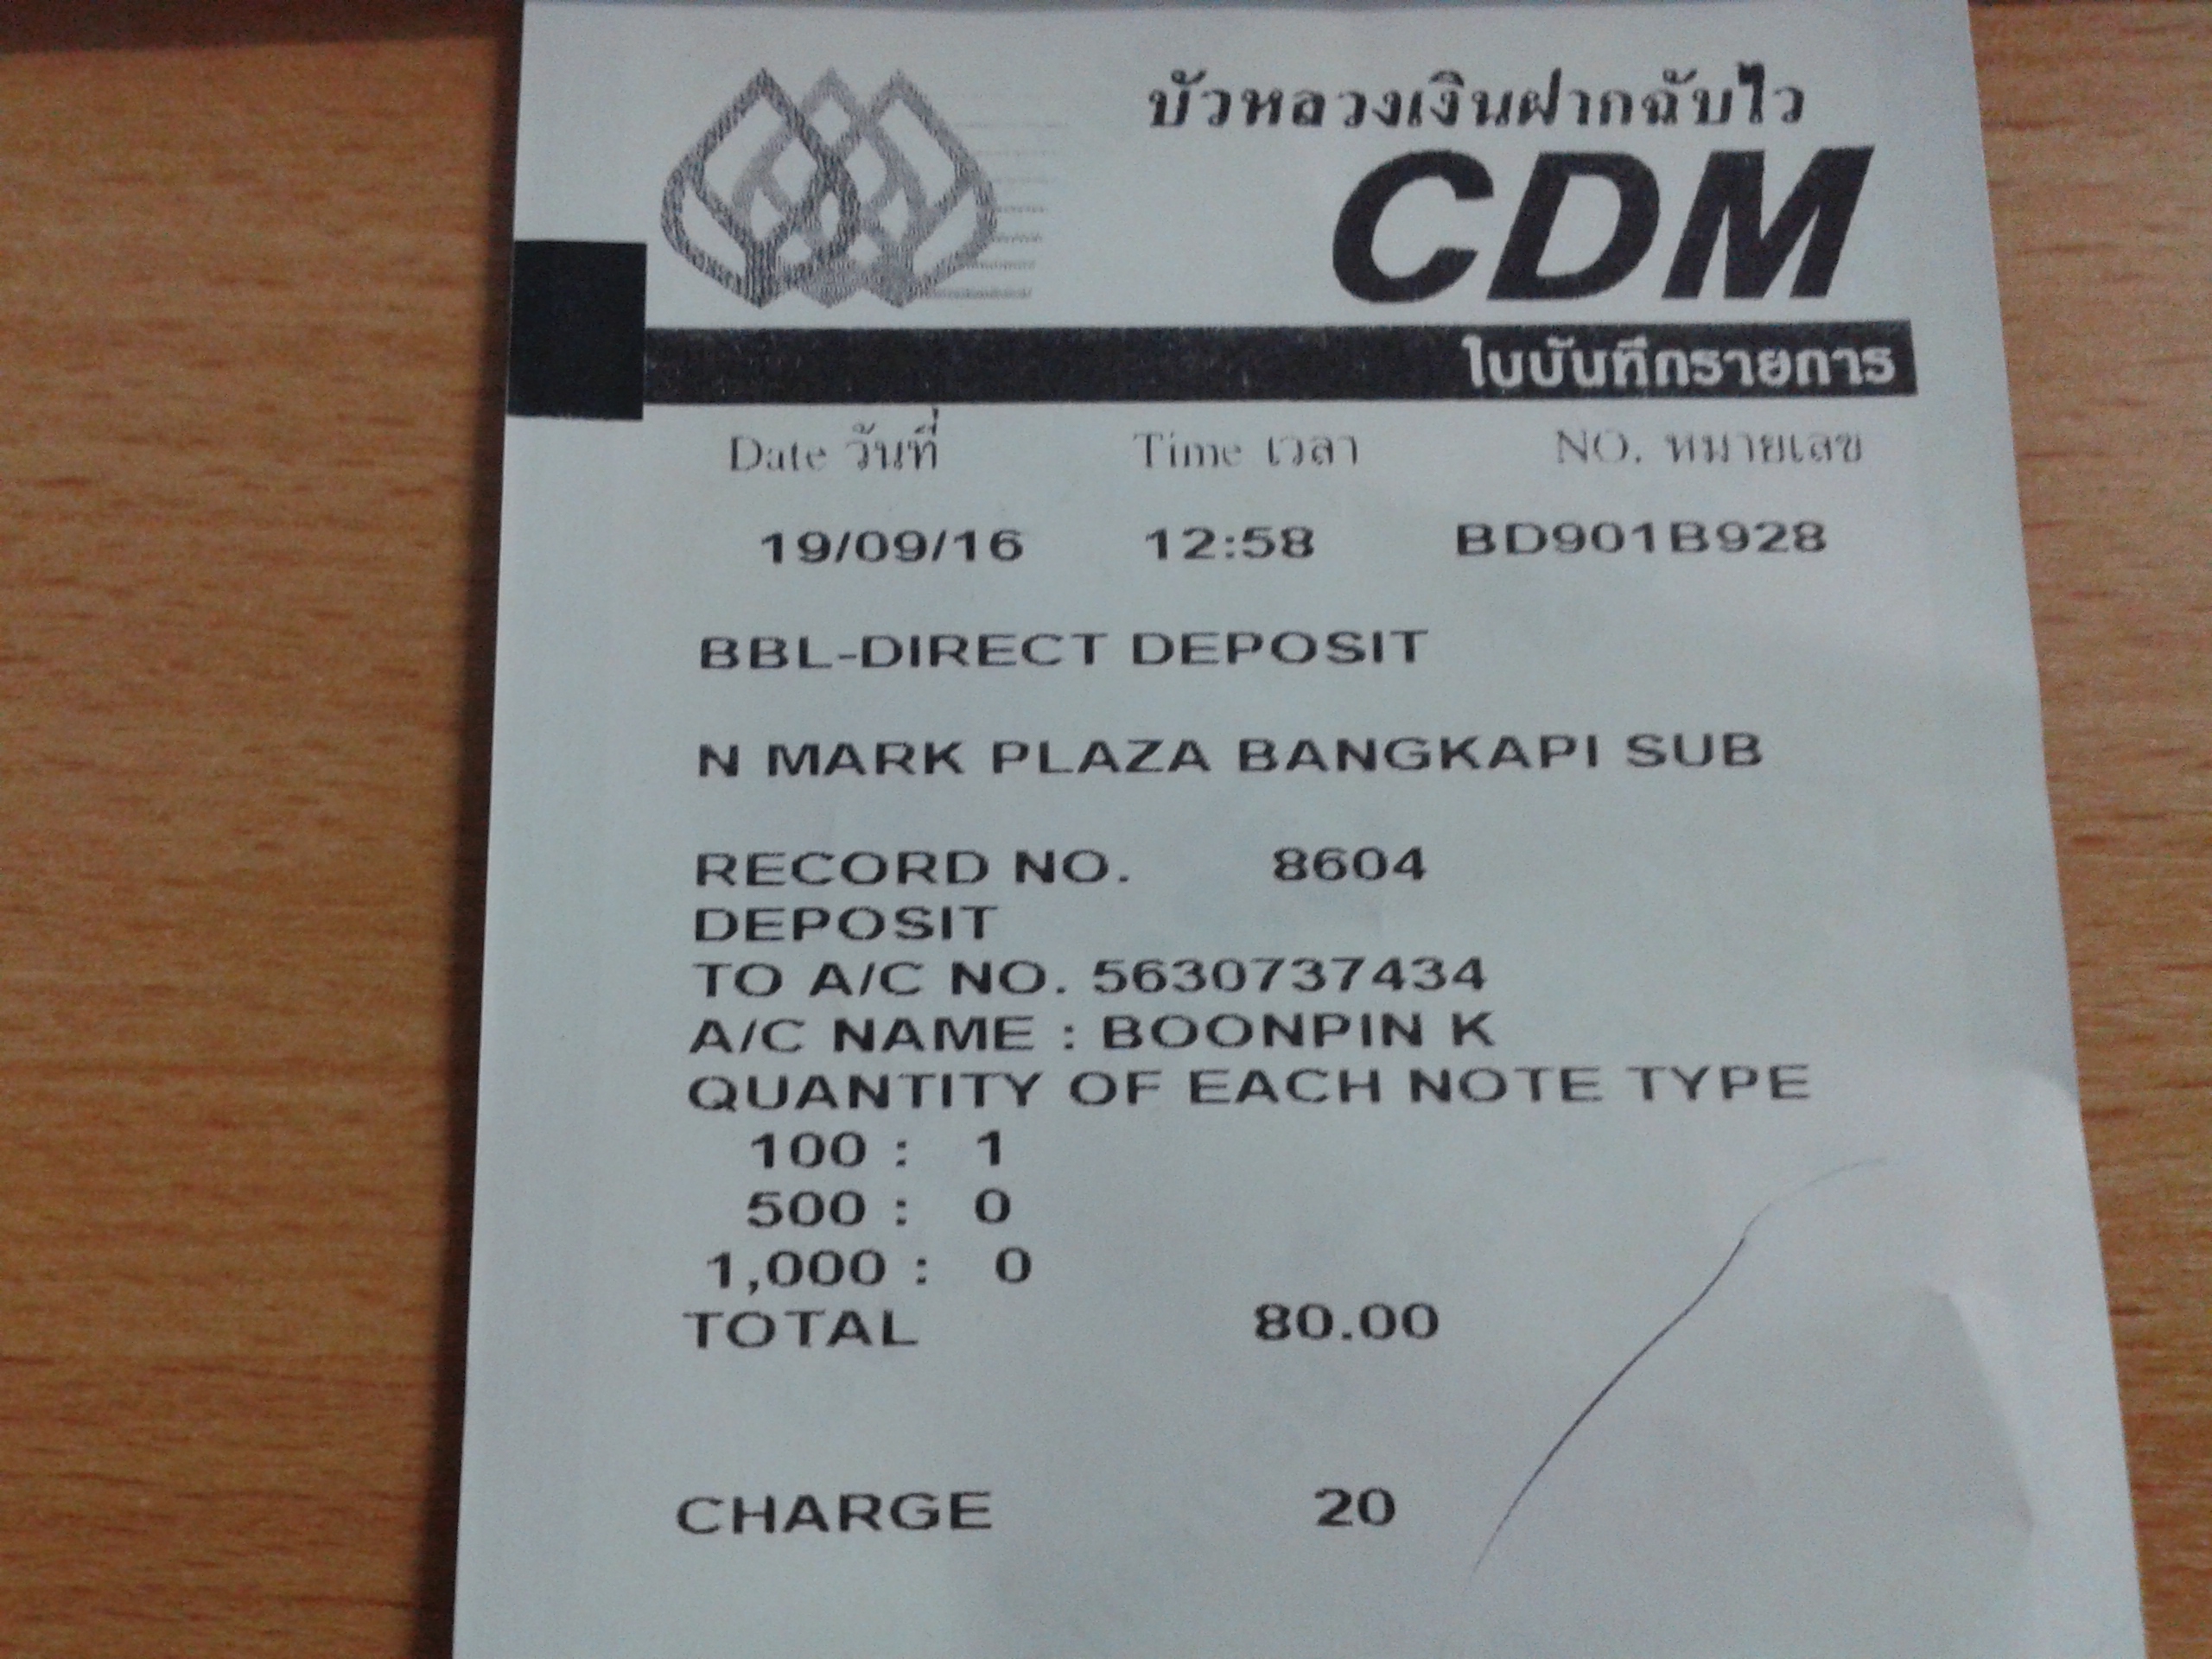 บัวหลวงเงินฝากฉับไว
CDM
ใบบันทึกรายการ
Date วันที่ Time เวลา NO. หมายเลข
19/09/16 12:58 BD901B928
BBL-DIRECT DEPOSIT
N MARK PLAZA BANGKAPI SUB
RECORD NO. 8604
DEPOSIT
TO A/C NO. 5630737434
A/C NAME : BOONPIN K
QUANTITY OF EACH NOTE TYPE
100 : 1
500 : 0
1,000 : 0
TOTAL 80.00
CHARGE 20